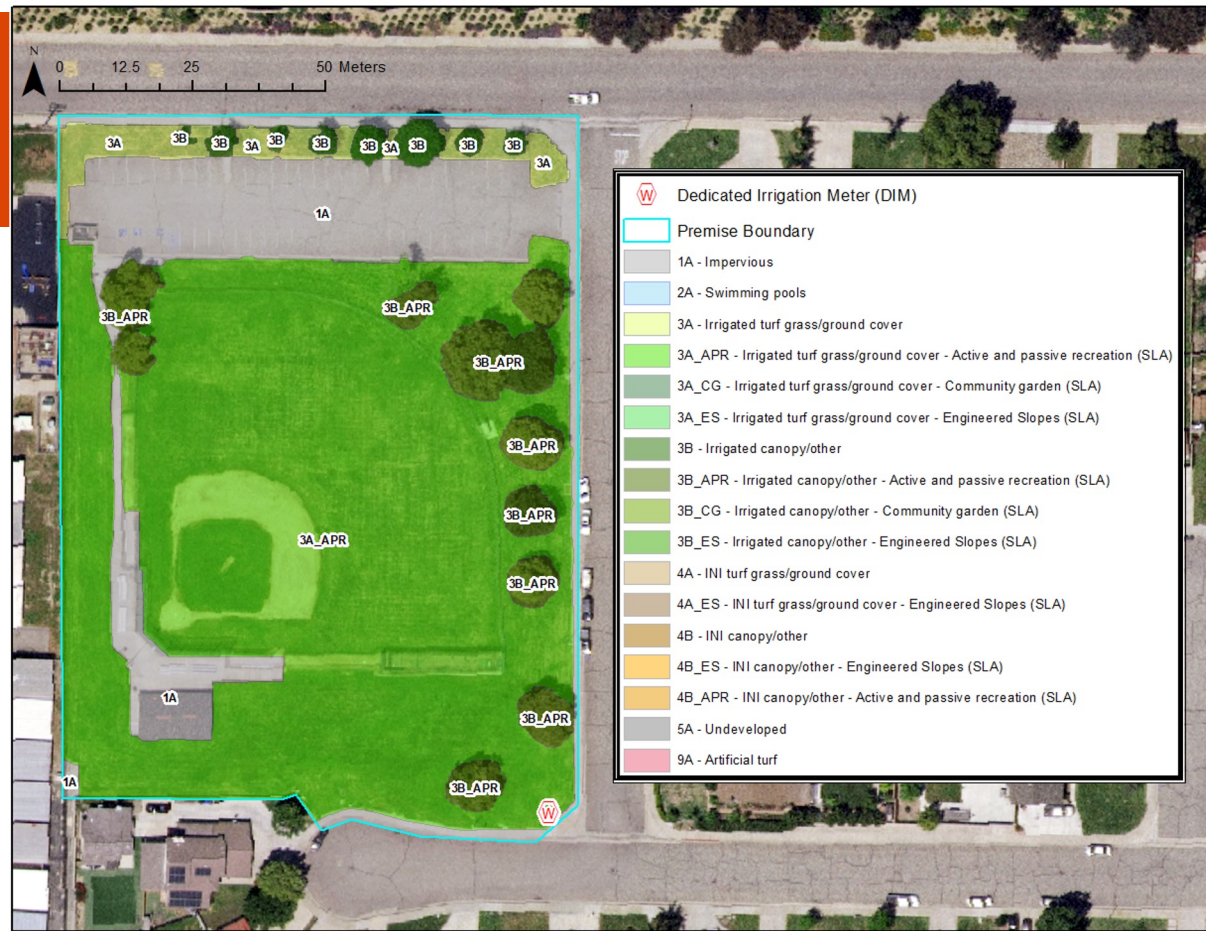 N
0 12.5 25 50 Meters
3A 3B 3B 3A 3B 3B 3B 3A 3B 3B 3B 3A
1A
STOP
3B_APR
3B_APR
3B_APR
3B_APR
3B_APR
3A_APR
3B_APR
1A
3B_APR
1A
3B_APR
W
W Dedicated Irrigation Meter (DIM)
Premise Boundary
1A - Impervious
2A - Swimming pools
3A - Irrigated turf grass/ground cover
3A_APR - Irrigated turf grass/ground cover - Active and passive recreation (SLA)
3A_CG - Irrigated turf grass/ground cover - Community garden (SLA)
3A_ES - Irrigated turf grass/ground cover - Engineered Slopes (SLA)
3B - Irrigated canopy/other
3B_APR - Irrigated canopy/other - Active and passive recreation (SLA)
3B_CG - Irrigated canopy/other - Community garden (SLA)
3B_ES - Irrigated canopy/other - Engineered Slopes (SLA)
4A - INI turf grass/ground cover
4A_ES - INI turf grass/ground cover - Engineered Slopes (SLA)
4B - INI canopy/other
4B_ES - INI canopy/other - Engineered Slopes (SLA)
4B_APR - INI canopy/other - Active and passive recreation (SLA)
5A - Undeveloped
9A - Artificial turf